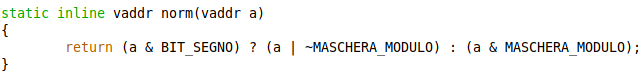 static inline vaddr norm(vaddr a)
{
        return (a & BIT_SEGNO) ? (a | ~MASCHERA_MODULO) : (a & MASCHERA_MODULO);
}